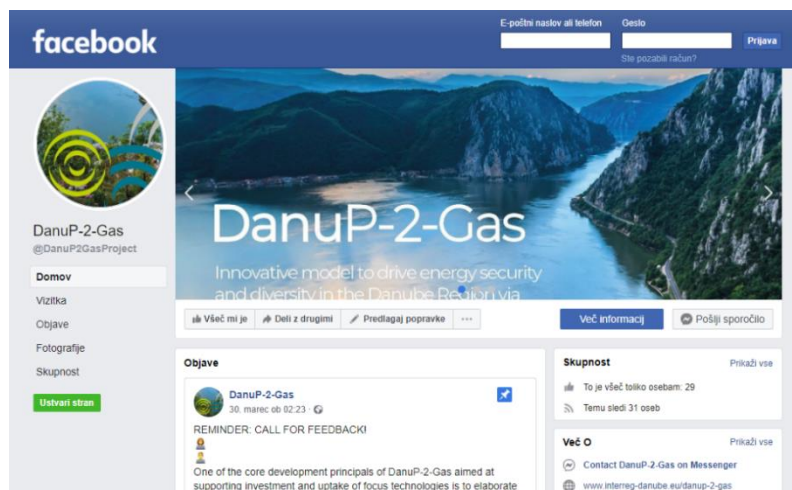 facebook
E-poštni naslov ali telefon
Geslo
Prijava
Ste pozabili račun?
DanuP-2-Gas
@DanuP2GasProject
Domov
Vizitka
Objave
Fotografije
Skupnost
Ustvari stran
DanuP-2-Gas
Innovative model to drive energy security
and diversity in the Danube Region via
Všeč mi je
Deli z drugimi
Predlagaj popravke
Več informacij
Pošlji sporočilo
Objave
DanuP-2-Gas
30. marec ob 02:23
REMINDER: CALL FOR FEEDBACK!
One of the core development principals of DanuP-2-Gas aimed at
supporting investment and uptake of focus technologies is to elaborate
Skupnost
Prikaži vse
To je všeč toliko osebam: 29
Temu sledi 31 oseb
Več O
Prikaži vse
Contact DanuP-2-Gas on Messenger
www.interreg-danube.eu/danup-2-gas